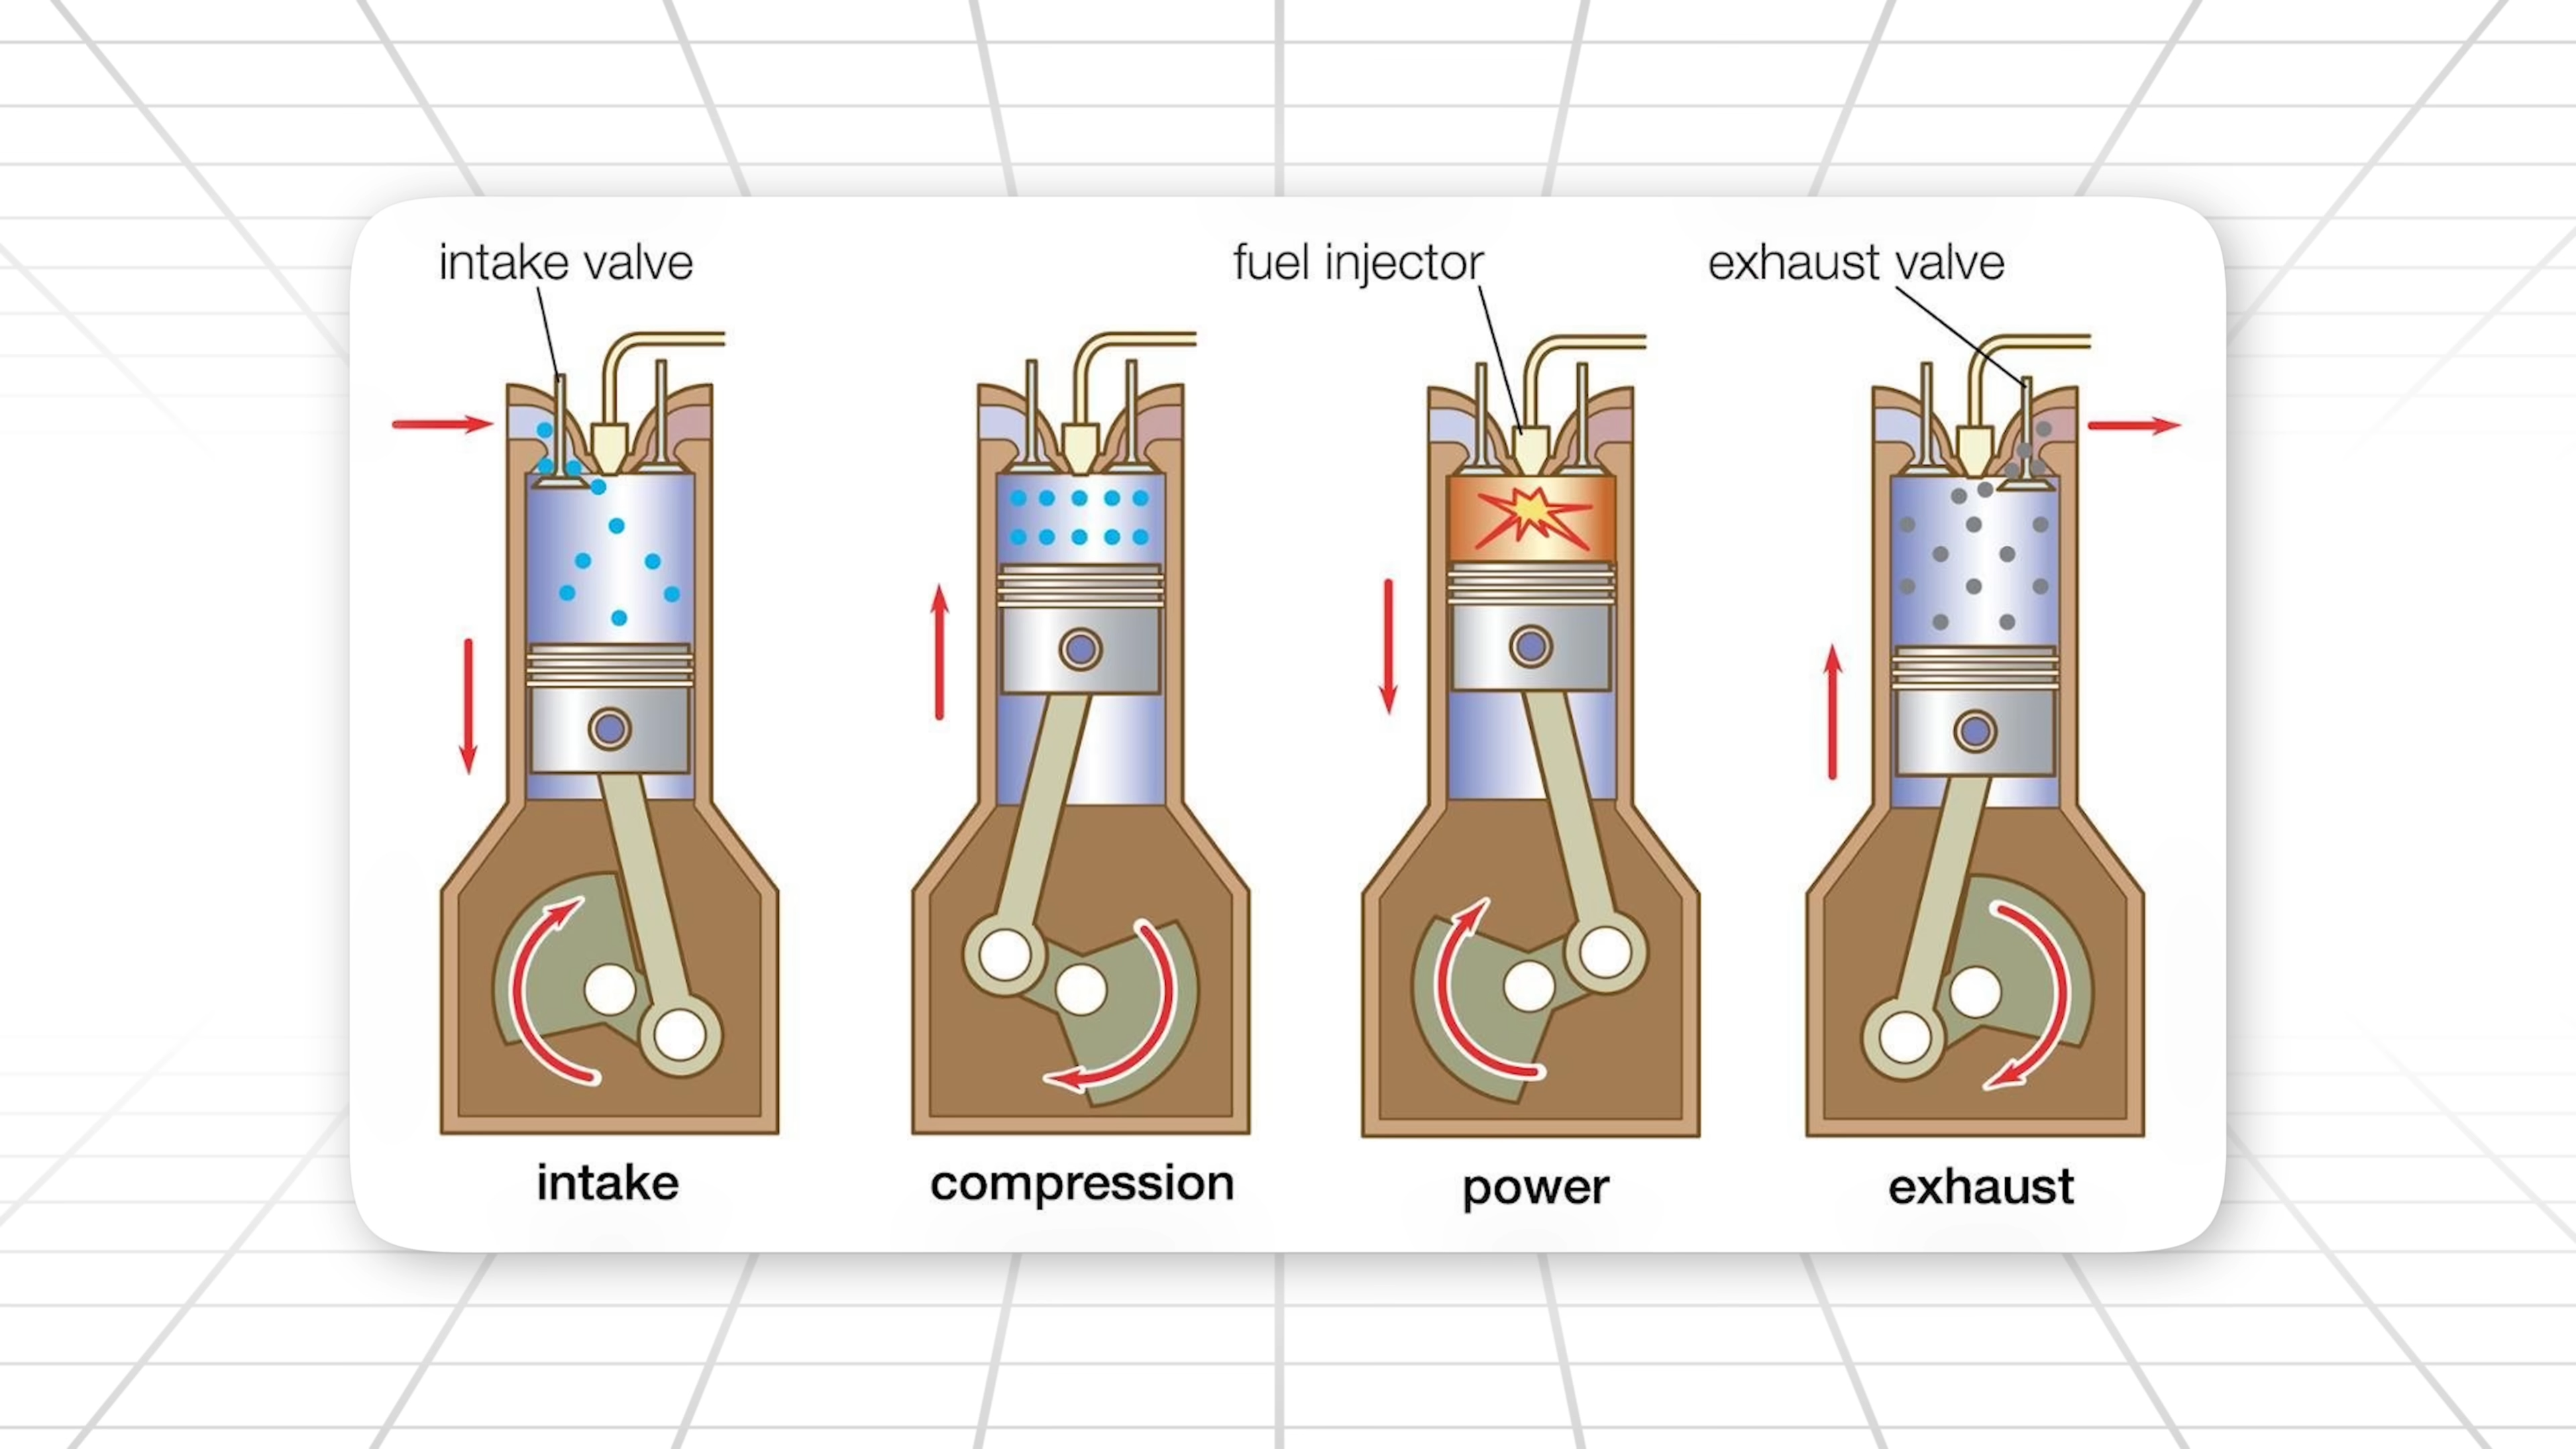 intake valve
fuel injector
exhaust valve
intake
compression
power
exhaust